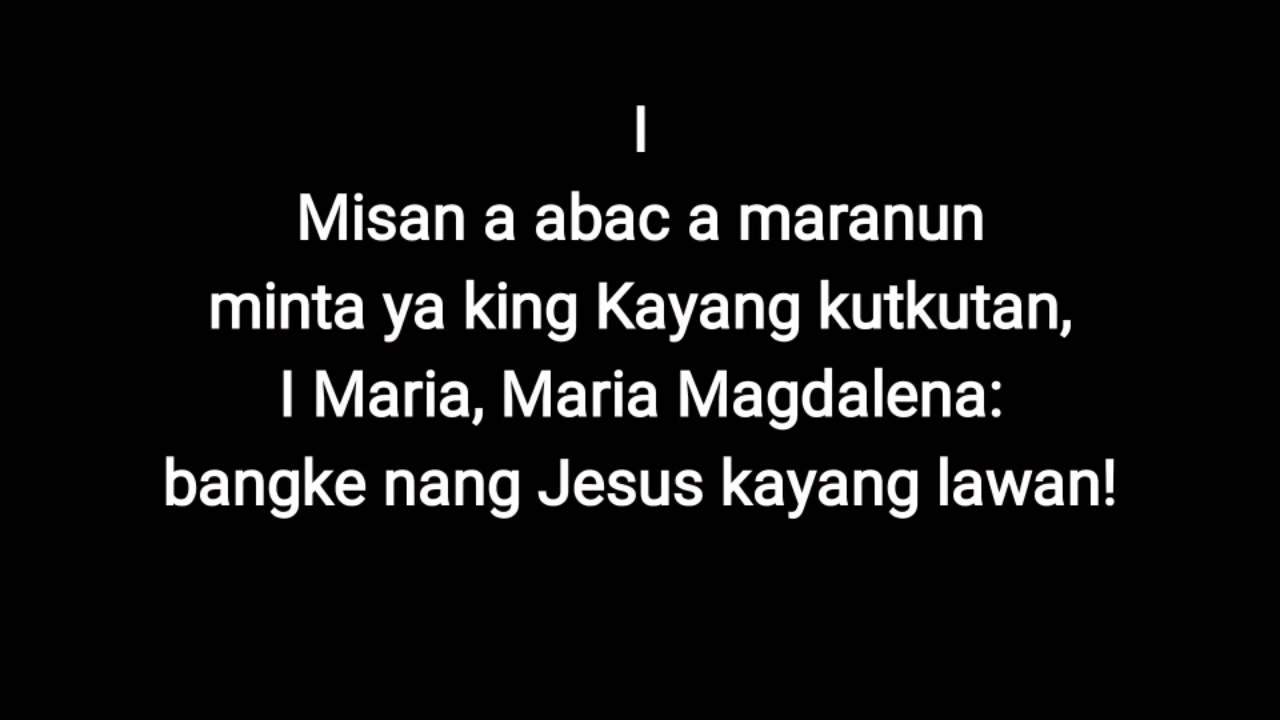 I
Misan a abac a maranun
minta ya king Kayang kutkutan,
I Maria, Maria Magdalena:
bangke nang Jesus kayang lawan!